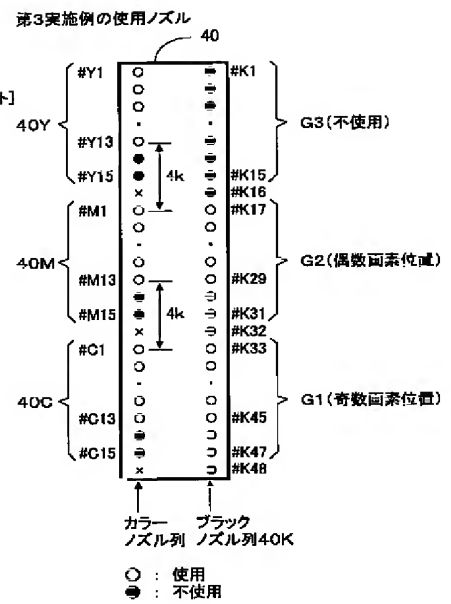 第3実施例の使用ノズル
40
ト]
#Y1
#K1
40Y
G3(不使用)
#Y13
#Y15
4k
#K15
×
#K16
#M1
#K17
40M
G2(偶数画素位置)
#M13
#K29
#M15
4k
#K31
×
#K32
#C1
#K33
40C
G1(奇数画素位置)
#C13
#K45
#C15
#K47
×
#K48
カラー
ノズル列
ブラック
ノズル列40K
○ : 使用
● : 不使用